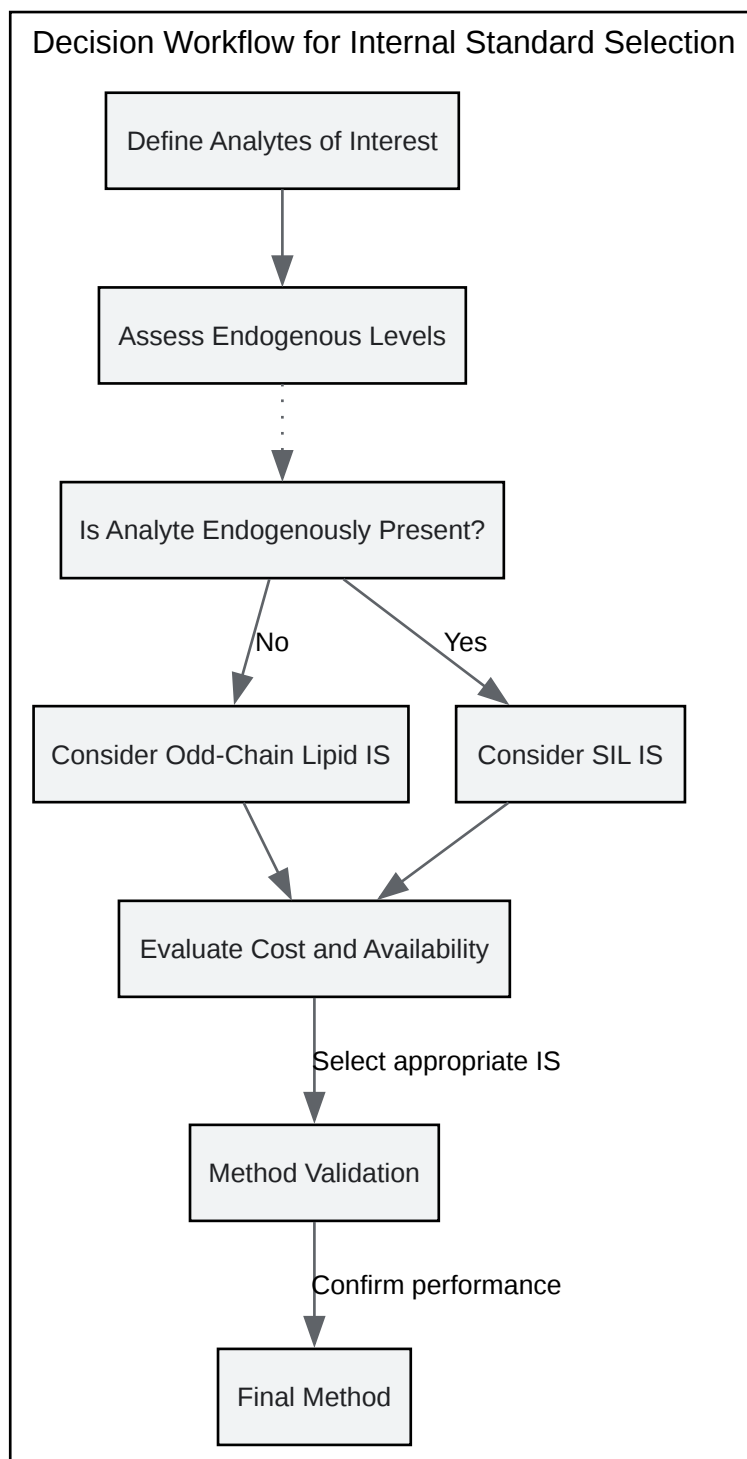 Decision Workflow for Internal Standard Selection
Define Analytes of Interest
Assess Endogenous Levels
Is Analyte Endogenously Present?
No
Yes
Consider Odd-Chain Lipid IS
Consider SIL IS
Evaluate Cost and Availability
Select appropriate IS
Method Validation
Confirm performance
Final Method